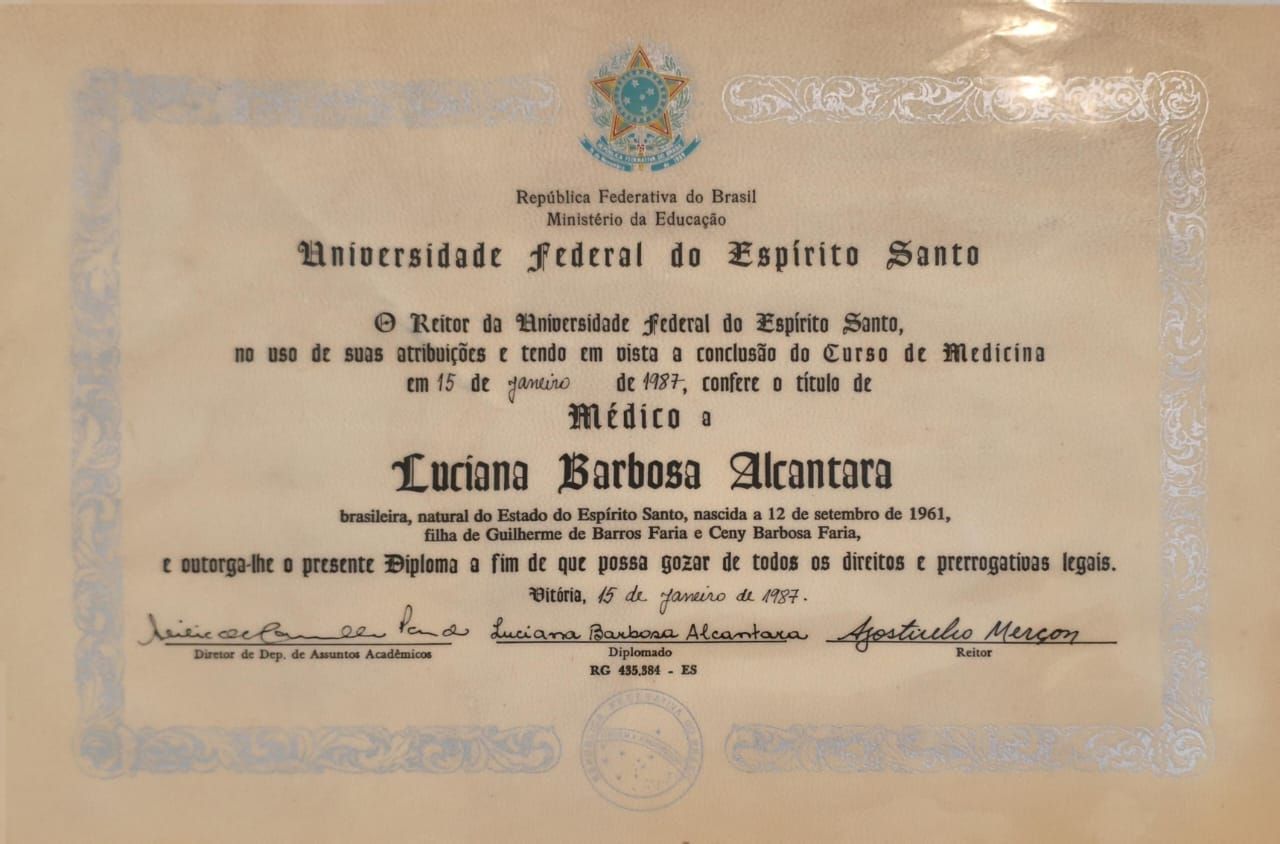 REPÚBLICA FEDERATIVA DO BRASIL
República Federativa do Brasil
Ministério da Educação
Universidade Federal do Espírito Santo
O Reitor da Universidade Federal do Espírito Santo,
no uso de suas atribuições e tendo em vista a conclusão do Curso de Medicina
em 15 de janeiro de 1987, confere o título de
Médico a
Luciana Barbosa Alcantara
brasileira, natural do Estado do Espírito Santo, nascida a 12 de setembro de 1961,
filha de Guilherme de Barros Faria e Ceny Barbosa Faria,
e outorga-lhe o presente Diploma a fim de que possa gozar de todos os direitos e prerrogativas legais.
Vitória, 15 de janeiro de 1987.
Luciana Barbosa Alcantara Merçon
Diretor de Dep. de Assuntos Acadêmicos Diplomado Reitor
RG 435.384 - ES